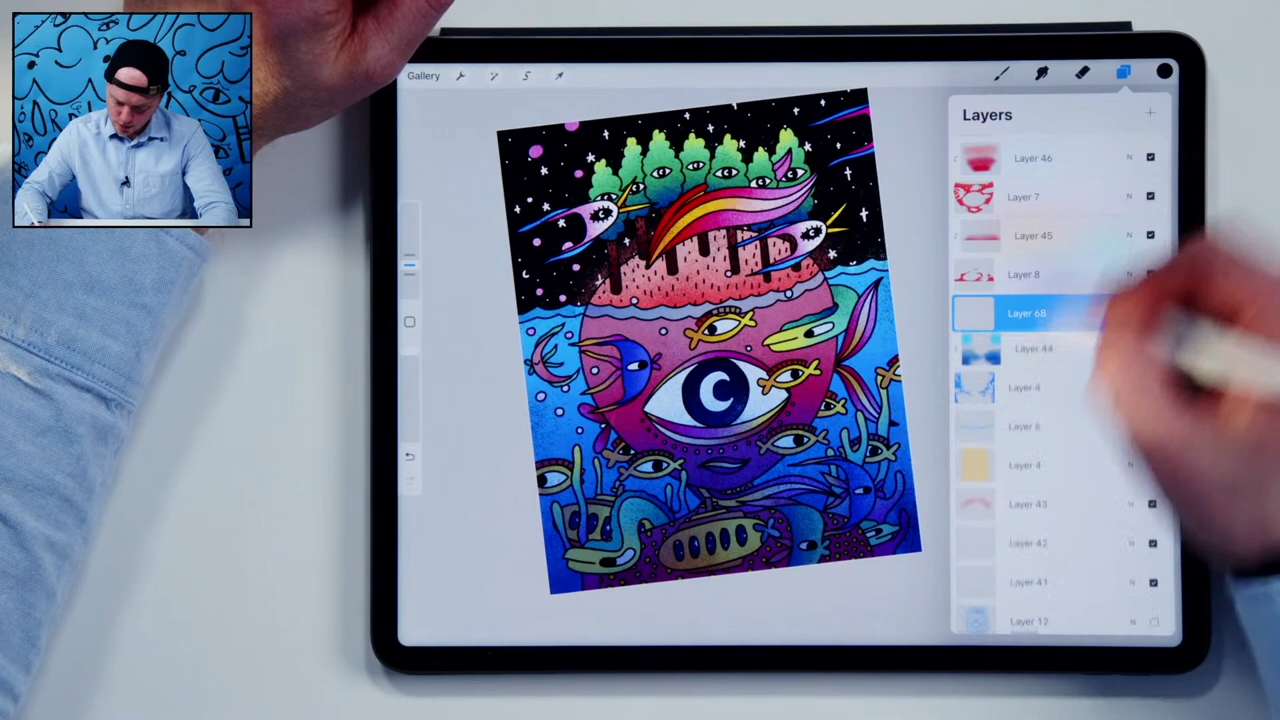 Gallery
Layers
Layer 46 N
Layer 7 N
Layer 45 N
Layer 8 N
Layer 68
Layer 44
Layer 4
Layer 6
Layer 4 N
Layer 43 N
Layer 42 N
Layer 41 N
Layer 12 N